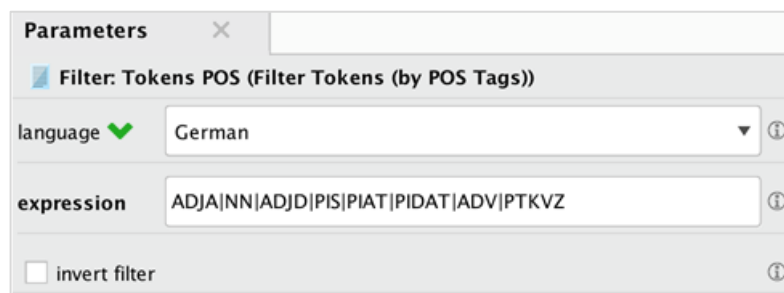 Parameters
Filter: Tokens POS (Filter Tokens (by POS Tags))
language German
expression ADJA|NN|ADJD|PIS|PIAT|PIDAT|ADV|PTKVZ
invert filter